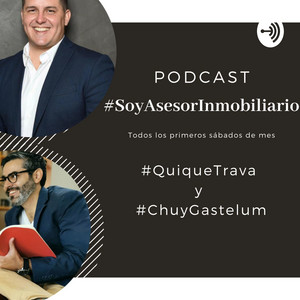 PODCAST
#SoyAsesorInmobiliario
Todos los primeros sábados de mes
#QuiqueTrava
y
#ChuyGastelum